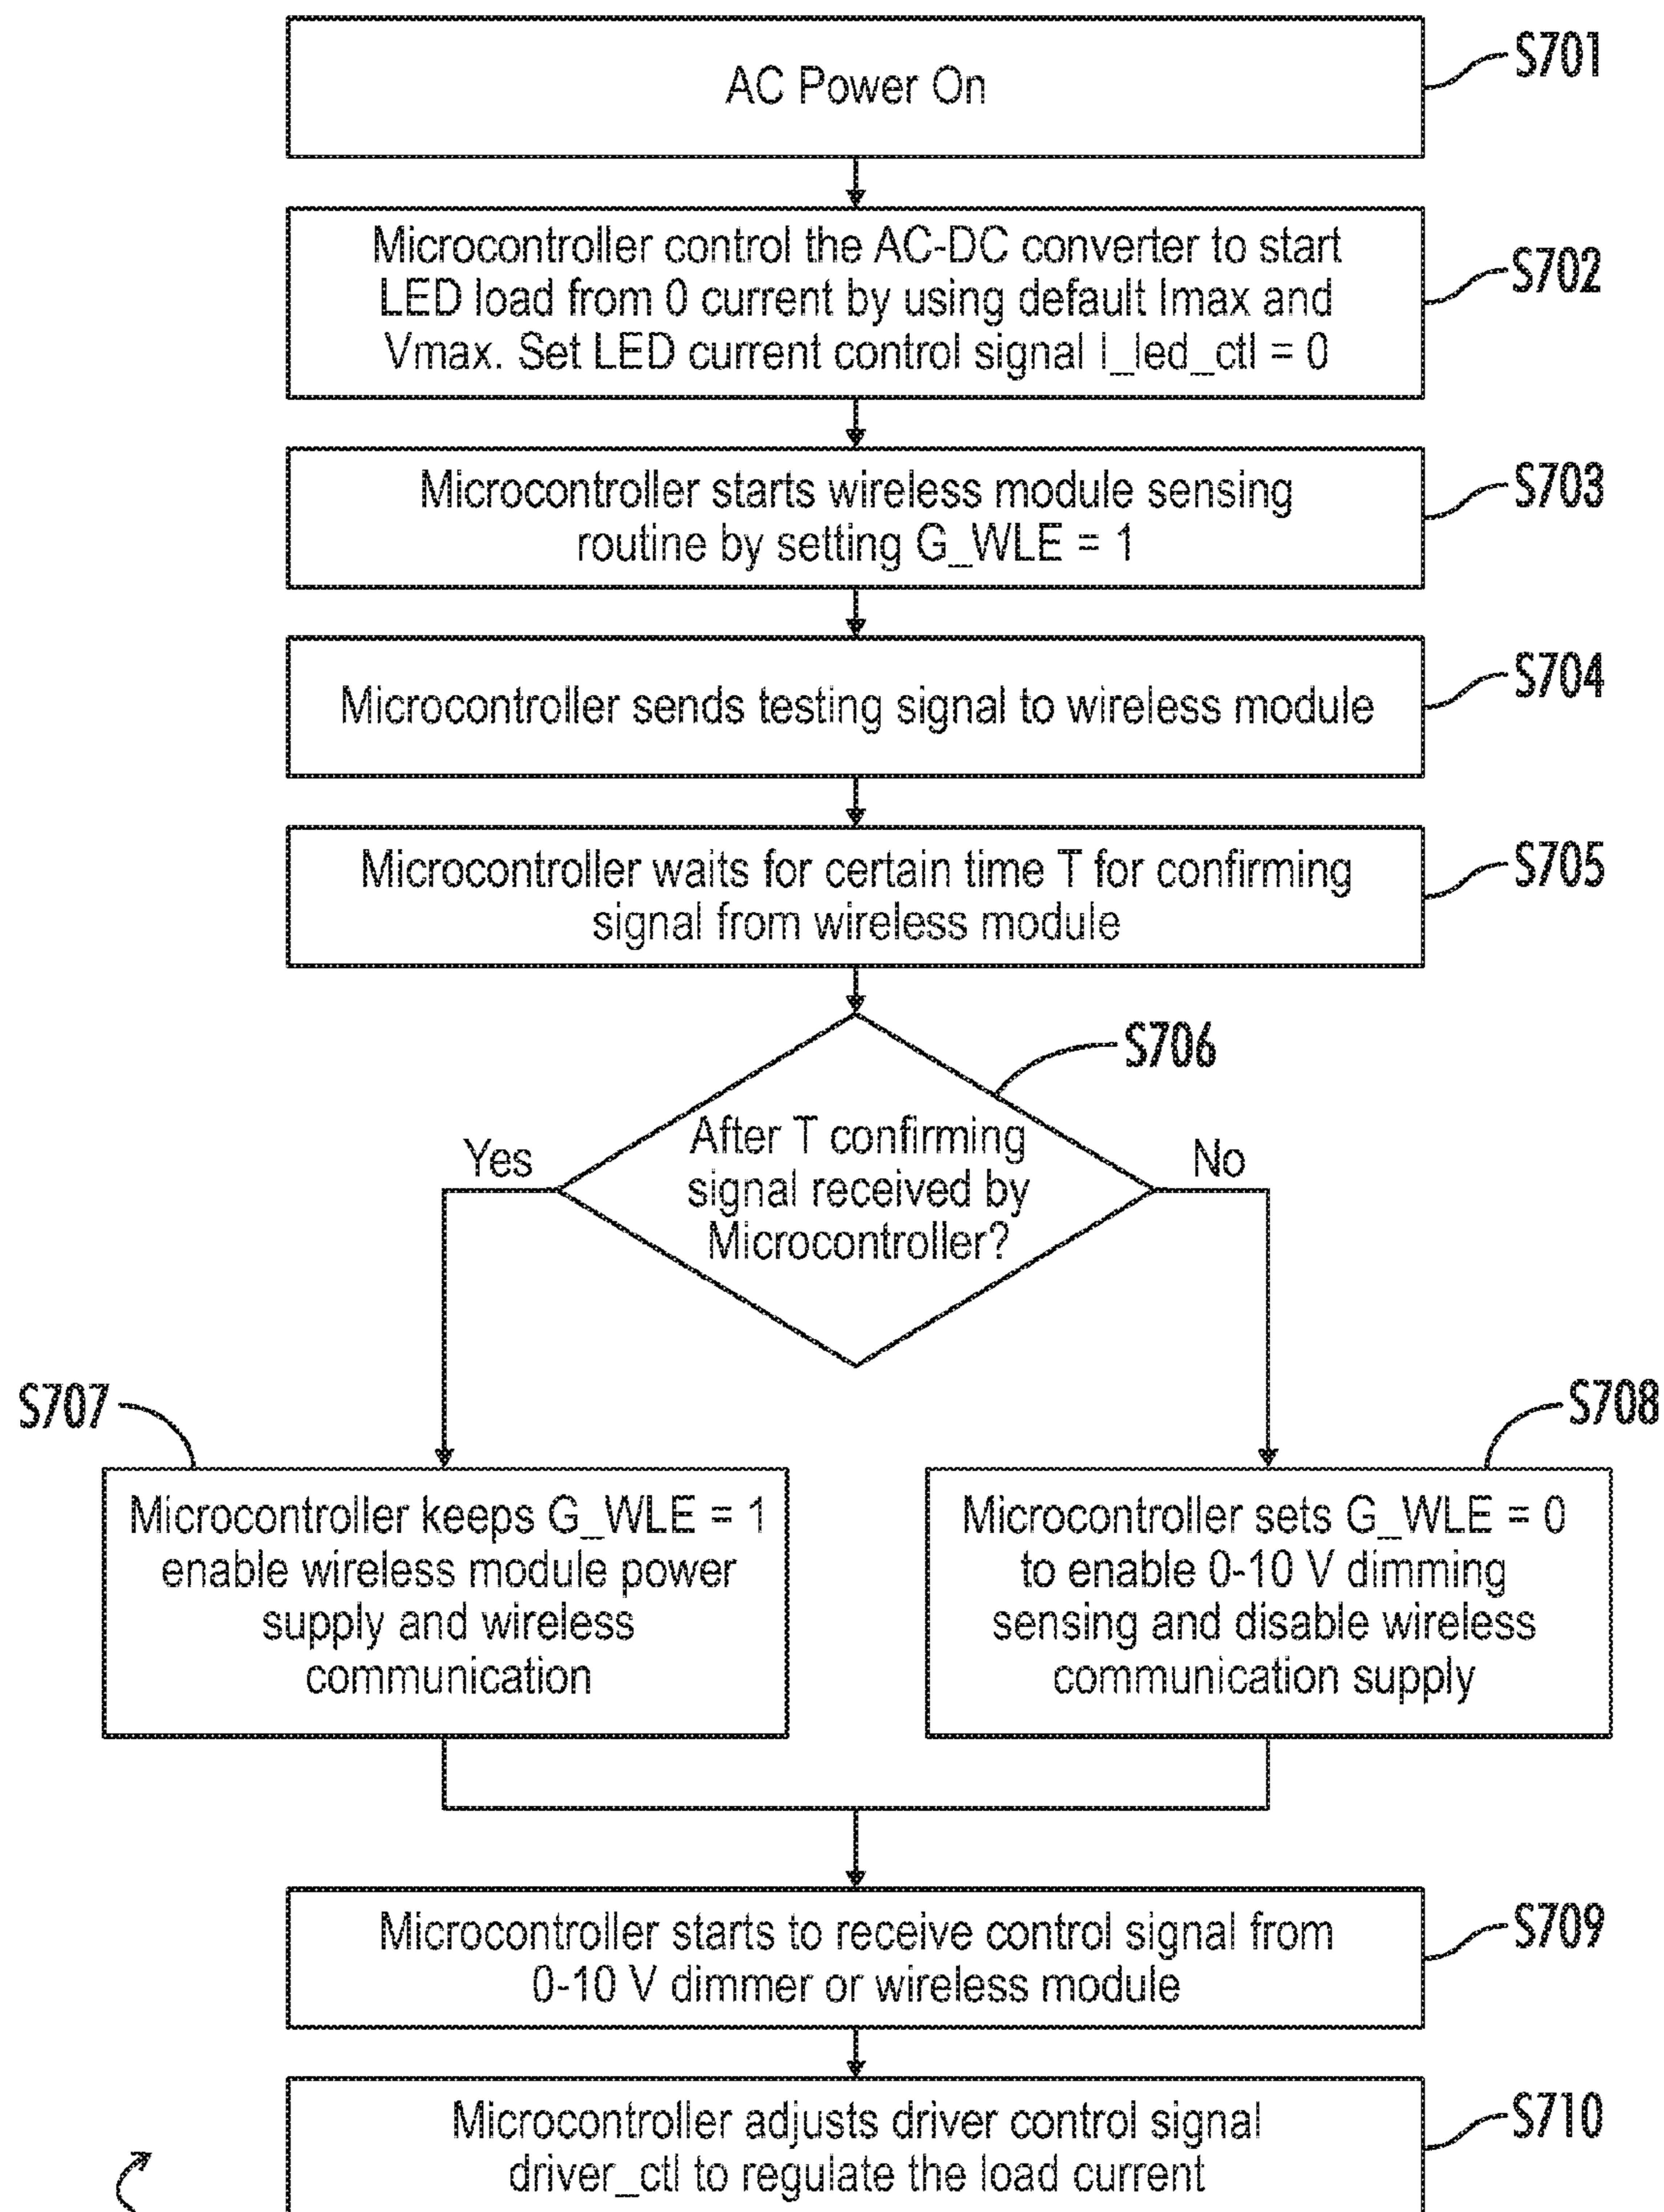 AC Power On
S701
Microcontroller control the AC-DC converter to start
LED load from 0 current by using default Imax and
Vmax. Set LED current control signal I_led_ctl = 0
S702
Microcontroller starts wireless module sensing
routine by setting G_WLE = 1
S703
Microcontroller sends testing signal to wireless module
S704
Microcontroller waits for certain time T for confirming
signal from wireless module
S705
S706
After T confirming
signal received by
Microcontroller?
Yes
No
S707
S708
Microcontroller keeps G_WLE = 1
enable wireless module power
supply and wireless
communication
Microcontroller sets G_WLE = 0
to enable 0-10 V dimming
sensing and disable wireless
communication supply
Microcontroller starts to receive control signal from
0-10 V dimmer or wireless module
S709
Microcontroller adjusts driver control signal
driver_ctl to regulate the load current
S710